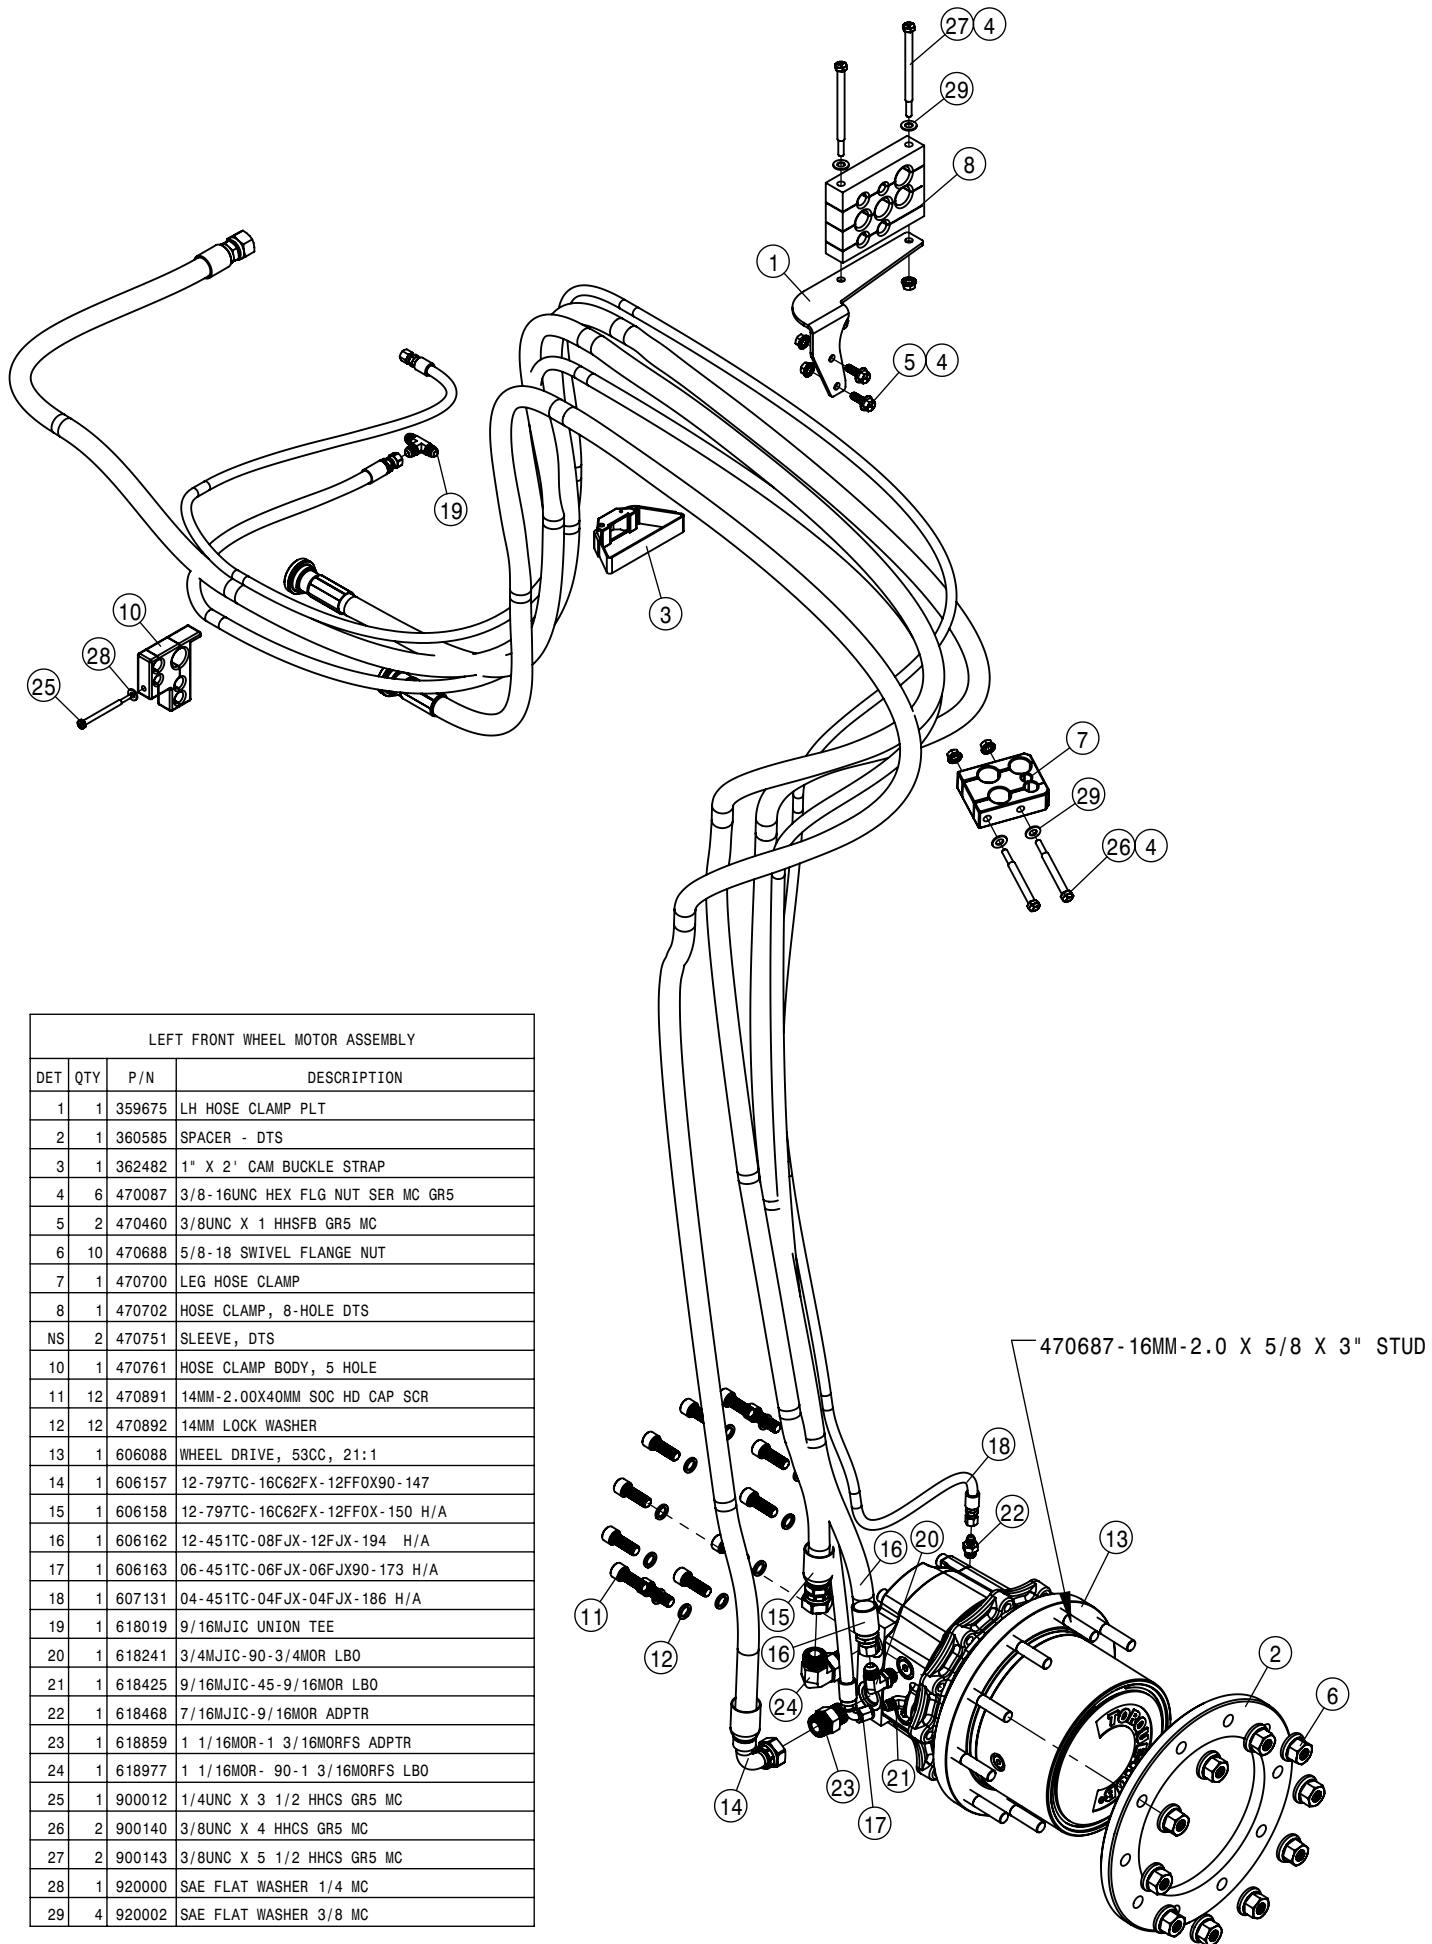 27 4
29
8
1
5 4
19
3
10
28
25
7
29
26 4
LEFT FRONT WHEEL MOTOR ASSEMBLY
DET QTY P/N DESCRIPTION
1 1 359675 LH HOSE CLAMP PLT
2 1 360585 SPACER - DTS
3 1 362482 1" X 2' CAM BUCKLE STRAP
4 6 470087 3/8-16UNC HEX FLG NUT SER MC GR5
5 2 470460 3/8UNC X 1 HHSFB GR5 MC
6 10 470688 5/8-18 SWIVEL FLANGE NUT
7 1 470700 LEG HOSE CLAMP
8 1 470702 HOSE CLAMP, 8-HOLE DTS
NS 2 470751 SLEEVE, DTS
10 1 470761 HOSE CLAMP BODY, 5 HOLE
11 12 470891 14MM-2.00X40MM SOC HD CAP SCR
12 12 470892 14MM LOCK WASHER
13 1 606088 WHEEL DRIVE, 53CC, 21:1
14 1 606157 12-797TC-16C62FX-12FFOX90-147
15 1 606158 12-797TC-16C62FX-12FFOX-150 H/A
16 1 606162 12-451TC-08FJX-12FJX-194 H/A
17 1 606163 06-451TC-06FJX-06FJX90-173 H/A
18 1 607131 04-451TC-04FJX-04FJX-186 H/A
19 1 618019 9/16MJIC UNION TEE
20 1 618241 3/4MJIC-90-3/4MOR LBO
21 1 618425 9/16MJIC-45-9/16MOR LBO
22 1 618468 7/16MJIC-9/16MOR ADPTR
23 1 618859 1 1/16MOR-1 3/16MORFS ADPTR
24 1 618977 1 1/16MOR- 90-1 3/16MORFS LBO
25 1 900012 1/4UNC X 3 1/2 HHCS GR5 MC
26 2 900140 3/8UNC X 4 HHCS GR5 MC
27 2 900143 3/8UNC X 5 1/2 HHCS GR5 MC
28 1 920000 SAE FLAT WASHER 1/4 MC
29 4 920002 SAE FLAT WASHER 3/8 MC
470687-16MM-2.0 X 5/8 X 3" STUD
18
22
13
20
16
11
15
12
16
24
2
6
14
23
21
17